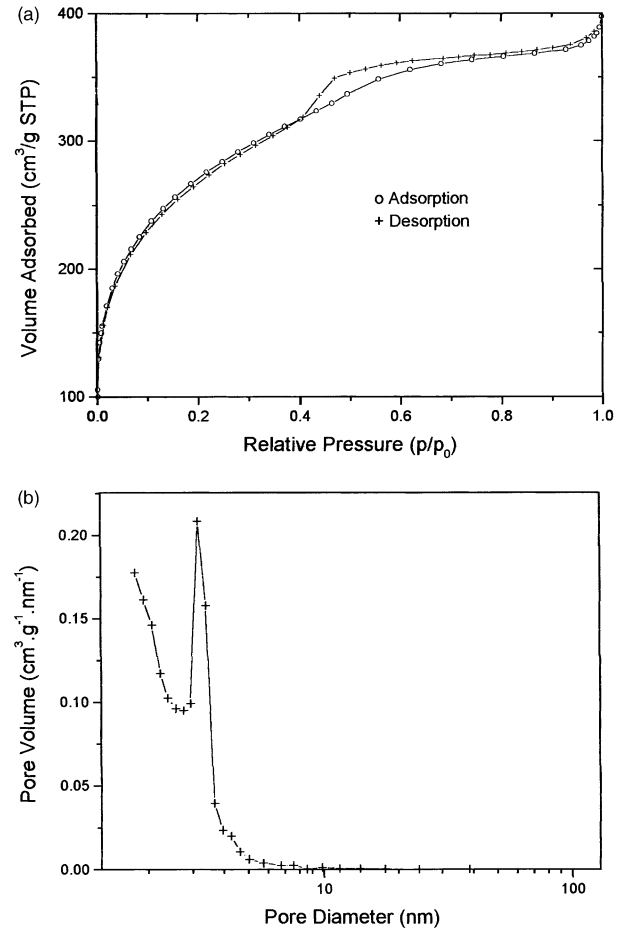 (a)
400
300
200
100
Volume Adsorbed (cm³/g STP)
o Adsorption
+ Desorption
0.0 0.2 0.4 0.6 0.8 1.0
Relative Pressure (p/p₀)
(b)
0.20
0.15
0.10
0.05
0.00
Pore Volume (cm³.g⁻¹.nm⁻¹)
10 100
Pore Diameter (nm)